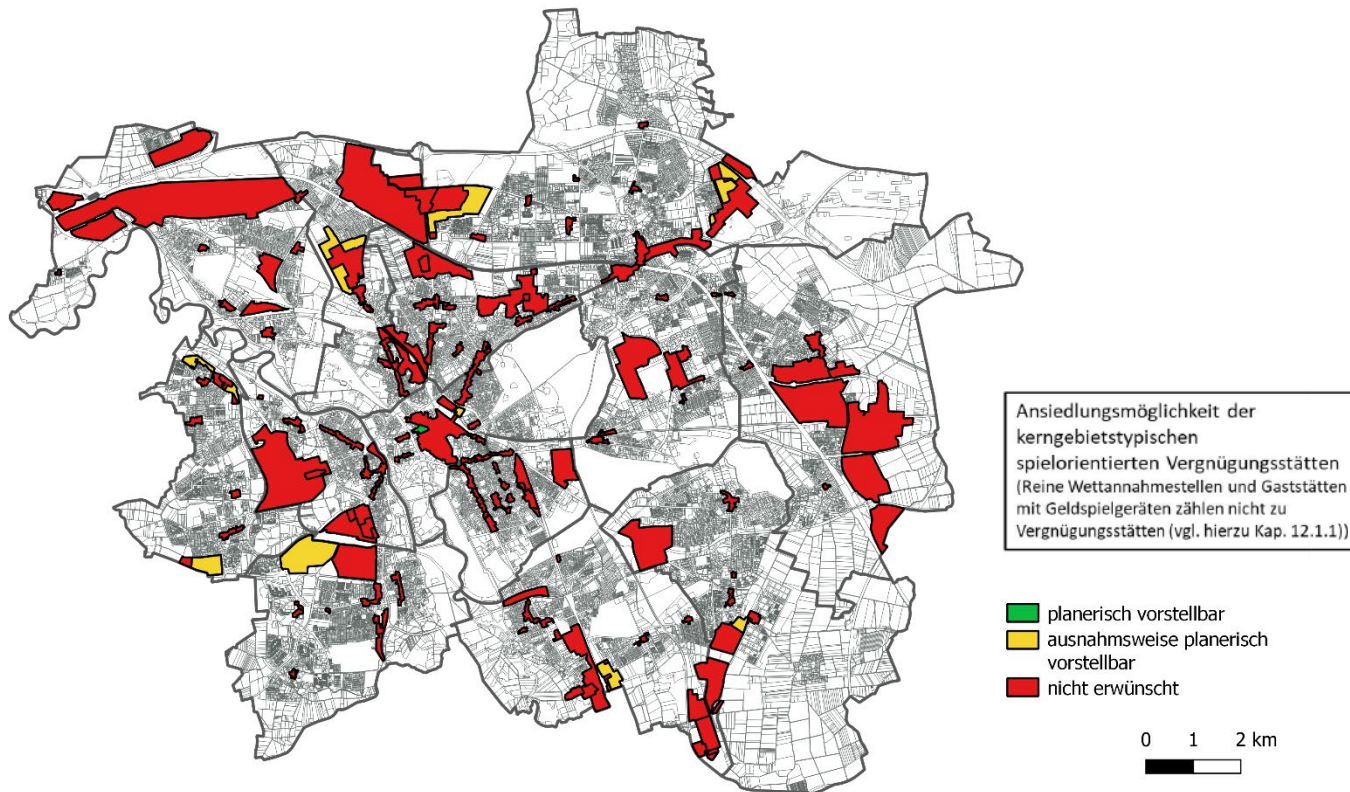 Ansiedlungsmöglichkeit der
kerngebietstypischen
spielorientierten Vergnügungsstätten
(Reine Wettannahmestellen und Gaststätten
mit Geldspielgeräten zählen nicht zu
Vergnügungsstätten (vgl. hierzu Kap. 12.1.1))
planerisch vorstellbar
ausnahmsweise planerisch
vorstellbar
nicht erwünscht
0 1 2 km